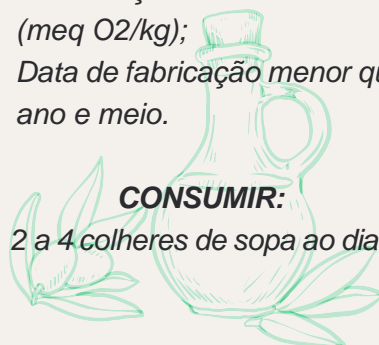 (meq O2/kg);
Data de fabricação menor qu
ano e meio.
CONSUMIR:
2 a 4 colheres de sopa ao dia